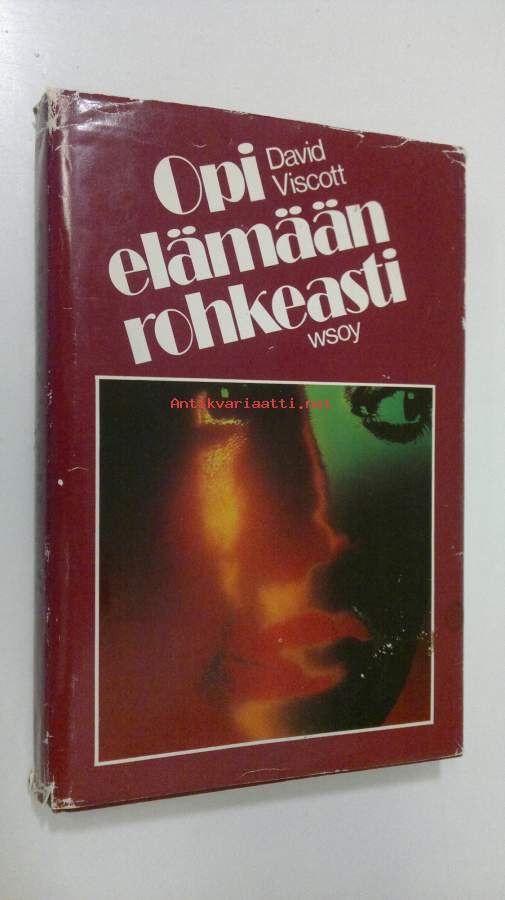 Opi
David
Viscott
elämään
rohkeasti
wsoy
Antikvariaatti.net